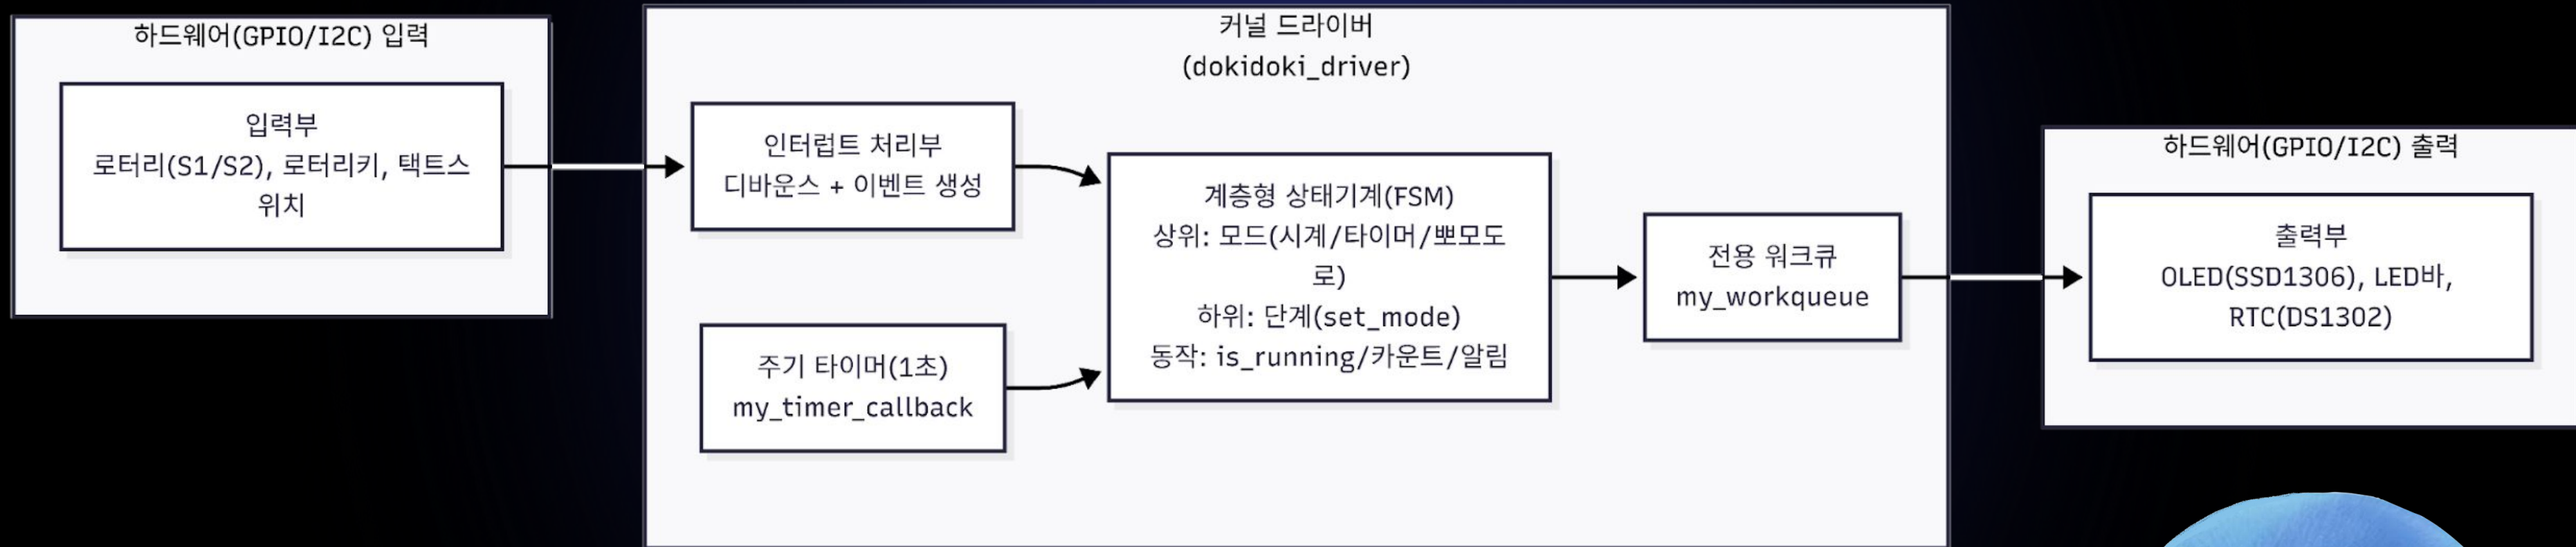 하드웨어(GPIO/I2C) 입력
입력부
로터리(S1/S2), 로터리키, 택트스
위치
커널 드라이버
(dokidoki_driver)
인터럽트 처리부
디바운스 + 이벤트 생성
주기 타이머(1초)
my_timer_callback
계층형 상태기계(FSM)
상위: 모드(시계/타이머/뽀모도
로)
하위: 단계(set_mode)
동작: is_running/카운트/알림
전용 워크큐
my_workqueue
하드웨어(GPIO/I2C) 출력
출력부
OLED(SSD1306), LED바,
RTC(DS1302)